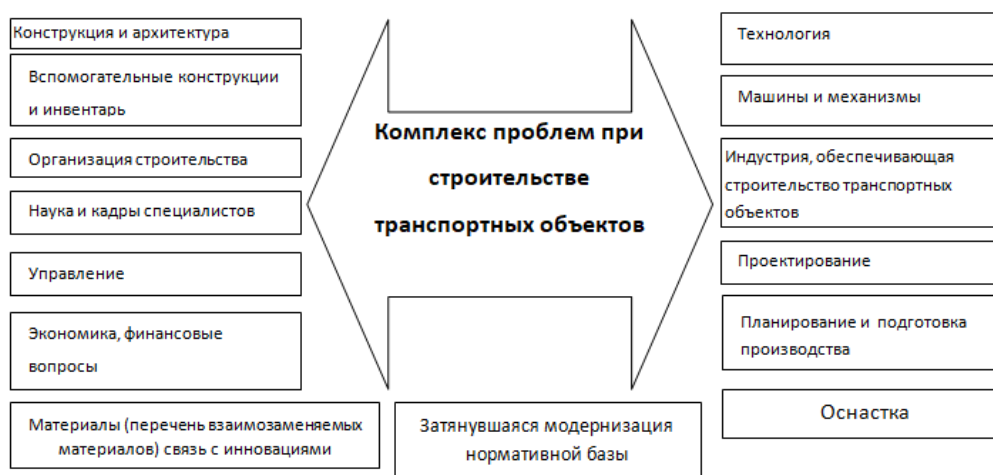 Конструкция и архитектура
Вспомогательные конструкции
и инвентарь
Организация строительства
Наука и кадры специалистов
Управление
Экономика, финансовые
вопросы
Материалы (перечень взаимозаменяемых
материалов) связь с инновациями
Комплекс проблем при
строительстве
транспортных объектов
Затянувшаяся модернизация
нормативной базы
Технология
Машины и механизмы
Индустрия, обеспечивающая
строительство транспортных
объектов
Проектирование
Планирование и подготовка
производства
Оснастка